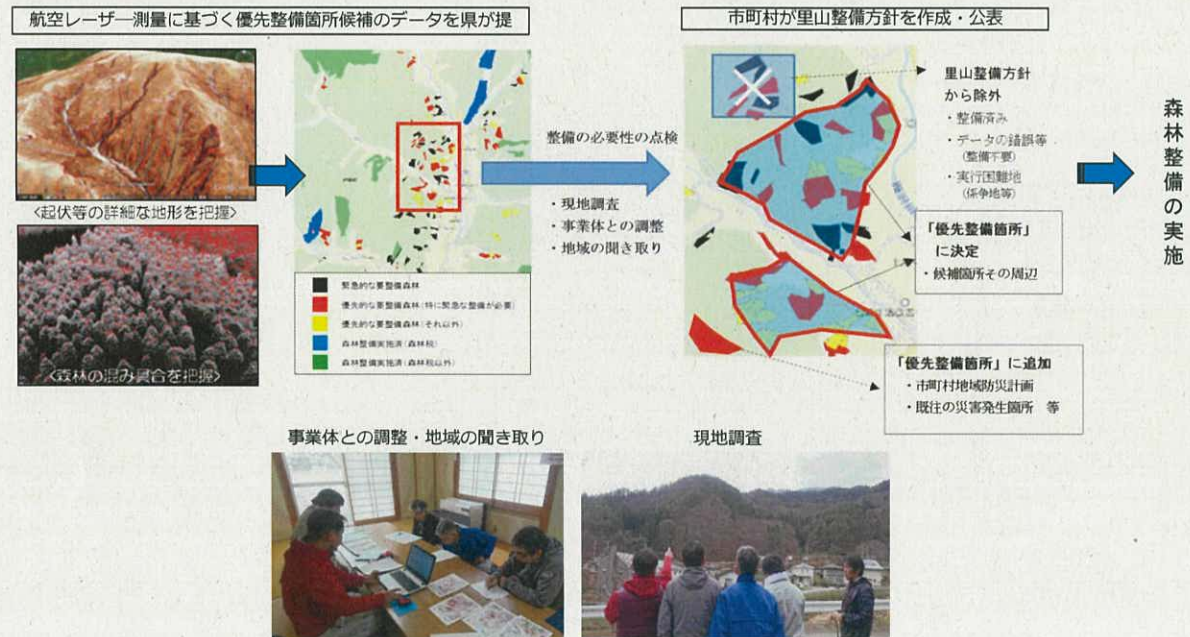 航空レーザー測量に基づく優先整備箇所候補のデータを県が提
<起伏等の詳細な地形を把握>
<森林の混み具合を把握>
緊急的な要整備森林
優先的な要整備森林(特に緊急な整備が必要)
優先的な要整備森林(それ以外)
森林整備実施済(森林税)
森林整備実施済(森林税以外)
整備の必要性の点検
・現地調査
・事業体との調整
・地域の聞き取り
市町村が里山整備方針を作成・公表
里山整備方針
から除外
・整備済み
・データの錯誤等
(整備不要)
・実行困難地
(係争地等)
「優先整備箇所」
に決定
・候補箇所その周辺
「優先整備箇所」に追加
・市町村地域防災計画
・既往の災害発生箇所 等
森林整備の実施
事業体との調整・地域の聞き取り
現地調査